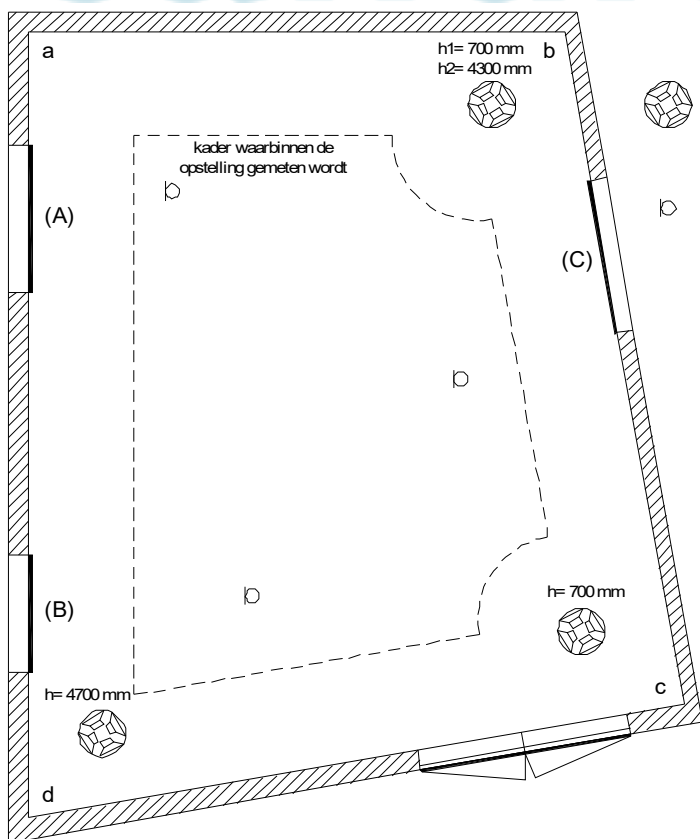 a
h1= 700 mm
h2= 4300 mm
b
kader waarbinnen de
opstelling gemeten wordt
(A)
(C)
(B)
h= 700 mm
h= 4700 mm
c
d